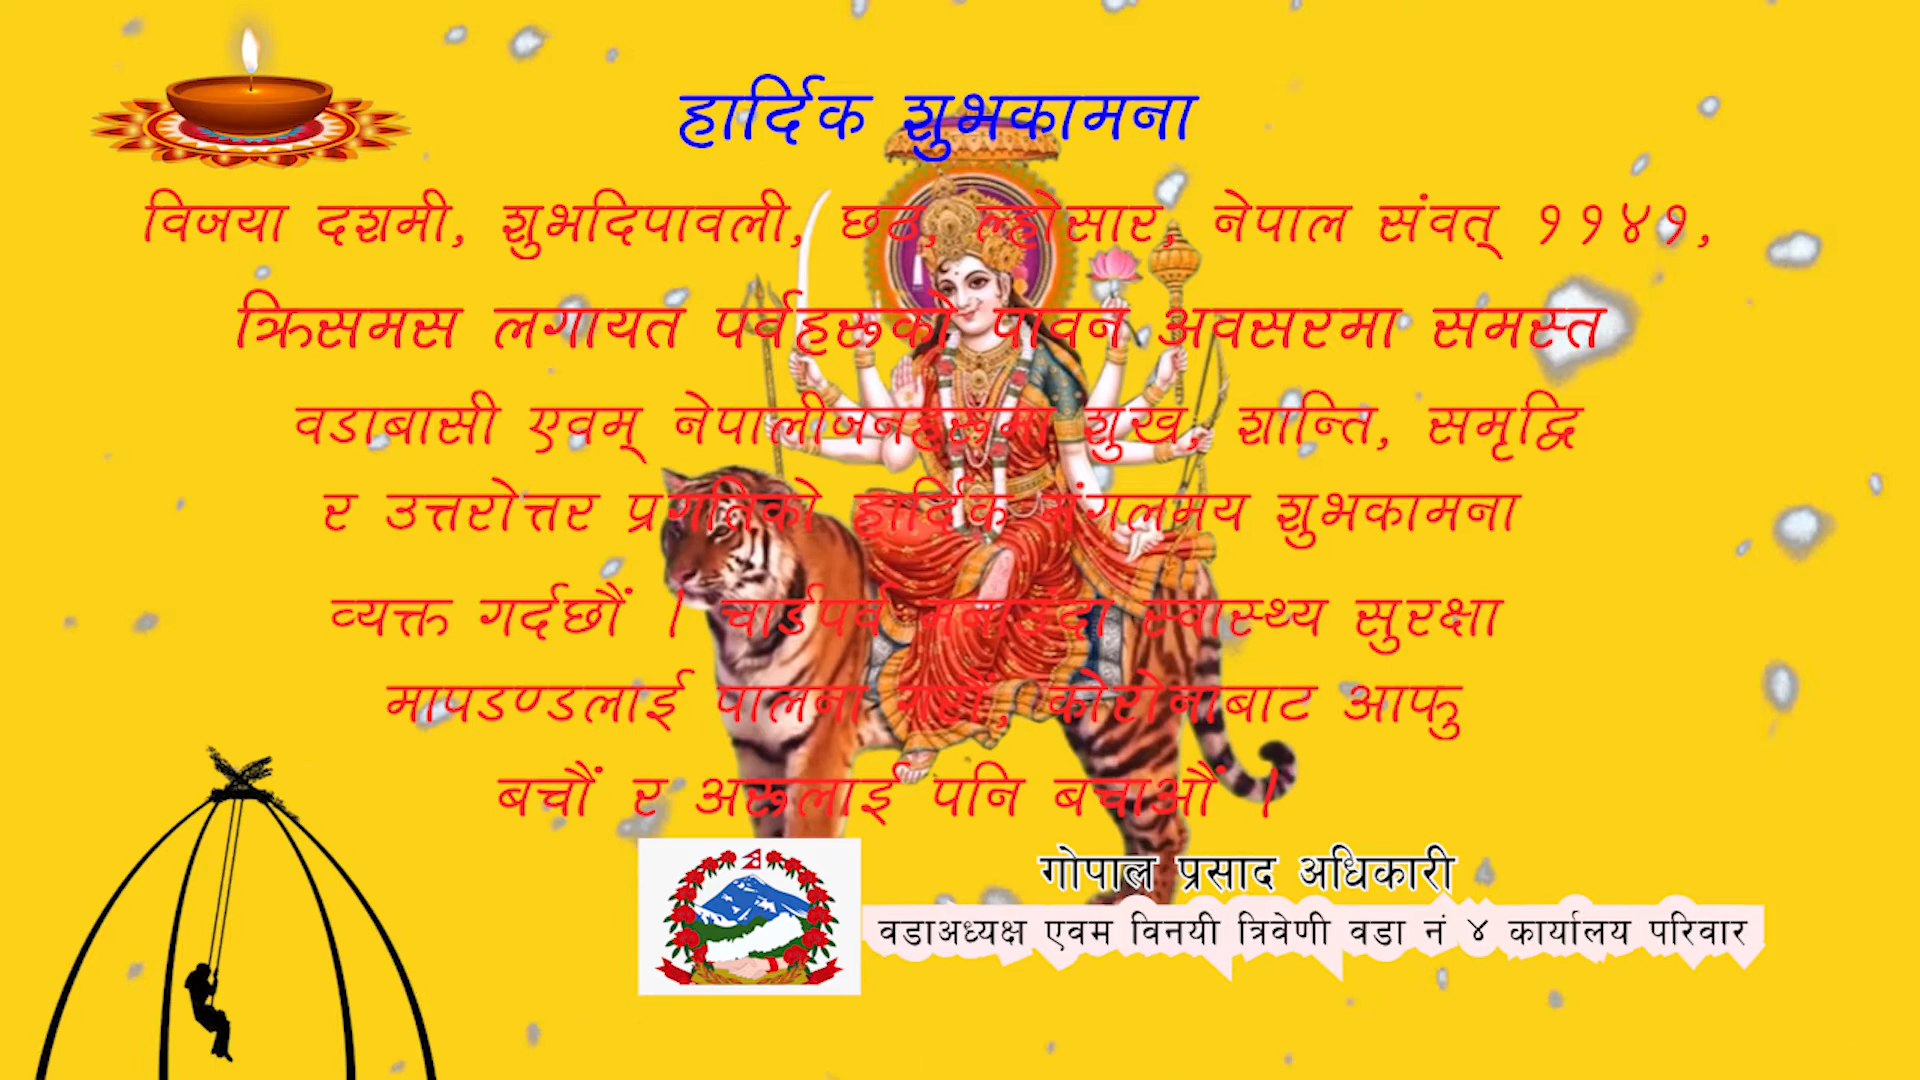 हार्दिक शुभकामना
विजया दशमी, शुभदिपावली, छठ, ल्होसार, नेपाल संवत् ११४१,
क्रिसमस लगायत पर्वहरूको पावन अवसरमा समस्त
वडाबासी एवम् नेपालीजनहरूमा शुख, शान्ति, समृद्वि
र उत्तरोत्तर प्रगतिको हार्दिक मंगलमय शुभकामना
व्यक्त गर्दछौं । चार्डपर्व मनाउंदा स्वास्थ्य सुरक्षा
मापडण्डलाई पालना गरौं, कोरोनाबाट आफु
बचौं र अरूलाई पनि बचाऔं ।
गोपाल प्रसाद अधिकारी
वडाअध्यक्ष एवम विनयी त्रिवेणी वडा नं ४ कार्यालय परिवार